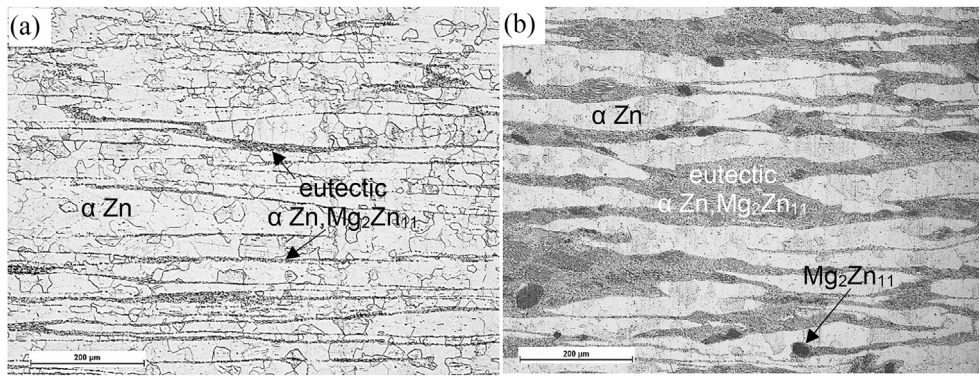 (a)
eutectic
α Zn
α Zn,Mg₂Zn₁₁
200 μm
(b)
α Zn
eutectic
α Zn,Mg₂Zn₁₁
Mg₂Zn₁₁
200 μm